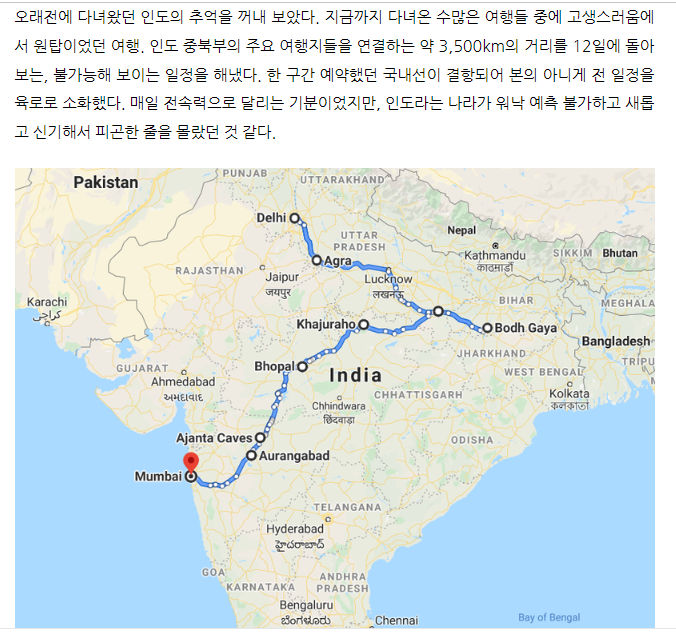 오래전에 다녀왔던 인도의 추억을 꺼내 보았다. 지금까지 다녀온 수많은 여행들 중에 고생스러움에
서 원탑이었던 여행. 인도 중북부의 주요 여행지들을 연결하는 약 3,500km의 거리를 12일에 돌아
보는, 불가능해 보이는 일정을 해냈다. 한 구간 예약했던 국내선이 결항되어 본의 아니게 전 일정을
육로로 소화했다. 매일 전속력으로 달리는 기분이었지만, 인도라는 나라가 워낙 예측 불가하고 새롭
고 신기해서 피곤한 줄을 몰랐던 것 같다.
PUNJAB
Pakistan
UTTARAKHAND
Delhi
UTTAR
PRADESH
Nepal
Kathmandu
काठमाडौं
SIKKIM
Bhutan
Agra
RAJASTHAN
Jaipur
जयपुर
Lucknow
लखनऊ
Karachi
كراچى
BIHAR
MEGHALA
Khajuraho
Bodh Gaya
Bangladesh
JHARKHAND
GUJARAT
Ahmedabad
અમદાવાદ
Bhopal
India
WEST BENGAL
TRIPU
Kolkata
কলকাতা
CHHATTISGARH
Chhindwara
छिंदवाड़ा
Ajanta Caves
Aurangabad
ODISHA
Mumbai
TELANGANA
Hyderabad
హైదరాబాద్
GOA
KARNATAKA
ANDHRA
PRADESH
Bengaluru
ಬೆಂಗಳೂರು
Chennai
Bay of Bengal